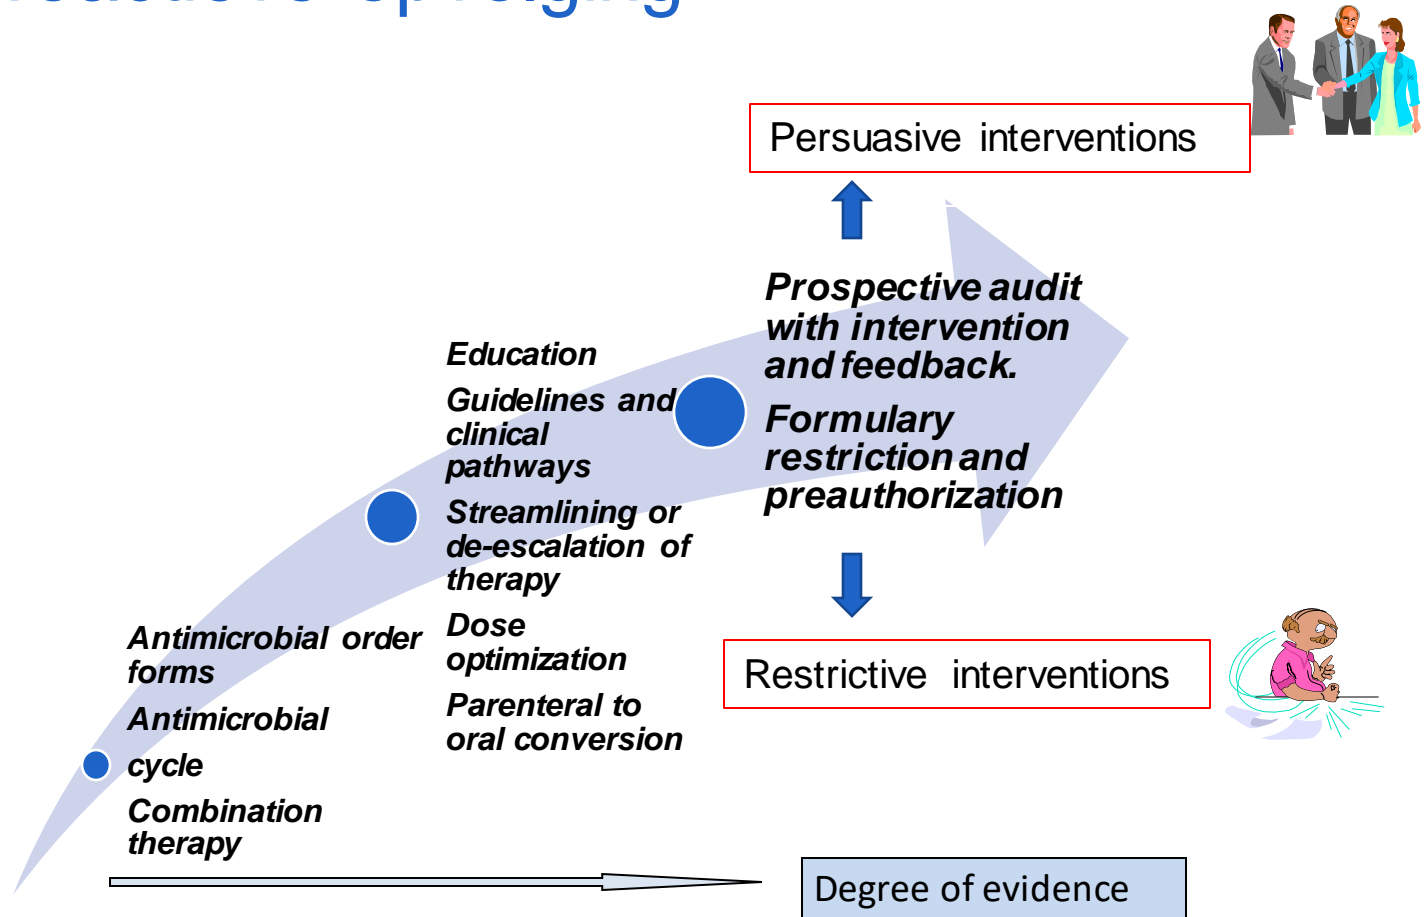 Persuasive interventions
Prospective audit
with intervention
and feedback.
Formulary
restriction and
preauthorization
Education
Guidelines and
clinical
pathways
Streamlining or
de-escalation of
therapy
Dose
optimization
Parenteral to
oral conversion
Antimicrobial order
forms
Antimicrobial
cycle
Combination
therapy
Restrictive interventions
Degree of evidence